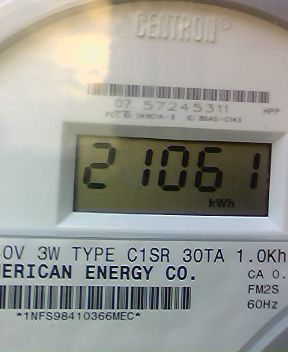 CENTRON®
07 57245311
HPP
21061
kWh
0V 3W TYPE C1SR 30TA 1.0Kh
ERICAN ENERGY CO.
CA 0.
FM2S
60Hz
*1NFS98410366MEC*